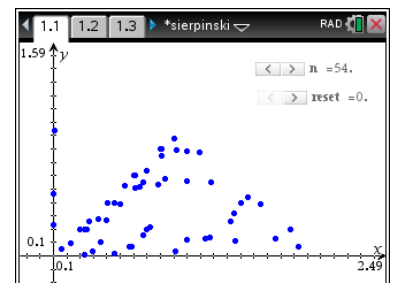 1.1 1.2 1.3 *sierpinski RAD
1.59 y
n =54.
reset =0.
0.1 x
0.1 2.49